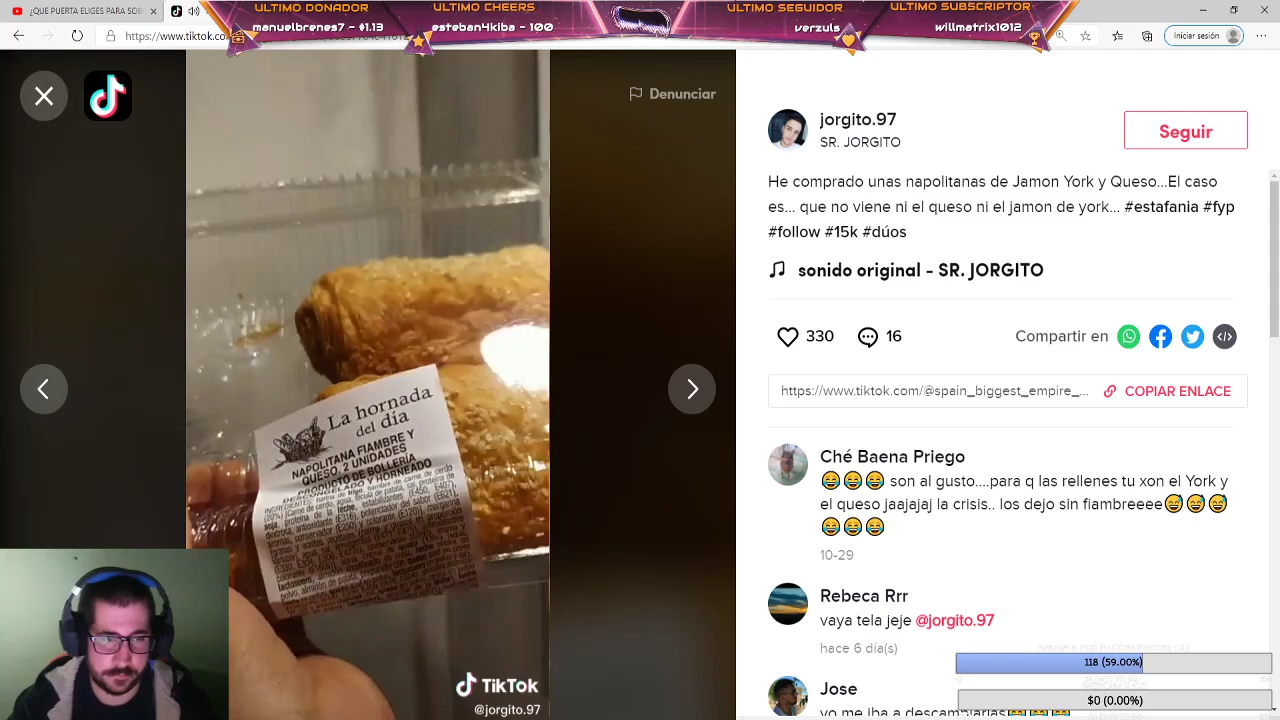 ULTIMO DONADOR
manuelbrenes7 - $1.13
ULTIMO CHEERS
esteban4kiba - 100
ULTIMO SEGUIDOR
verzuls
ULTIMO SUBSCRIPTOR
willmatrix1012
¿QUE PUERTA ELIGES PARA SOB
https://www.tiktok.co
Iniciar sesión
Denunciar
La hornada
del día
NAPOLITANA FIAMBRE Y
QUESO, 2 UNIDADES
PRODUCTO DE BOLLERÍA
DESCONGELADO Y HORNEADO
TikTok
@jorgito.97
jorgito.97
SR. JORGITO
Seguir
He comprado unas napolitanas de Jamon York y Queso...El caso
es... que no viene ni el queso ni el jamon de york... #estafania #fyp
#follow #15k #dúos
sonido original - SR. JORGITO
330
16
Compartir en
https://www.tiktok.com/@spain_biggest_empire_...
COPIAR ENLACE
Ché Baena Priego
😂😂😂 son al gusto....para q las rellenes tu xon el York y
el queso jaajajaj la crisis.. los dejo sin fiambreeee😅😅😅
😂😂😂
10-29
Rebeca Rrr
vaya tela jeje @jorgito.97
hace 6 día(s)
118 (59.00%)
$0 (0.00%)
Jose
yo me iba a descambiarlas😂😂😂